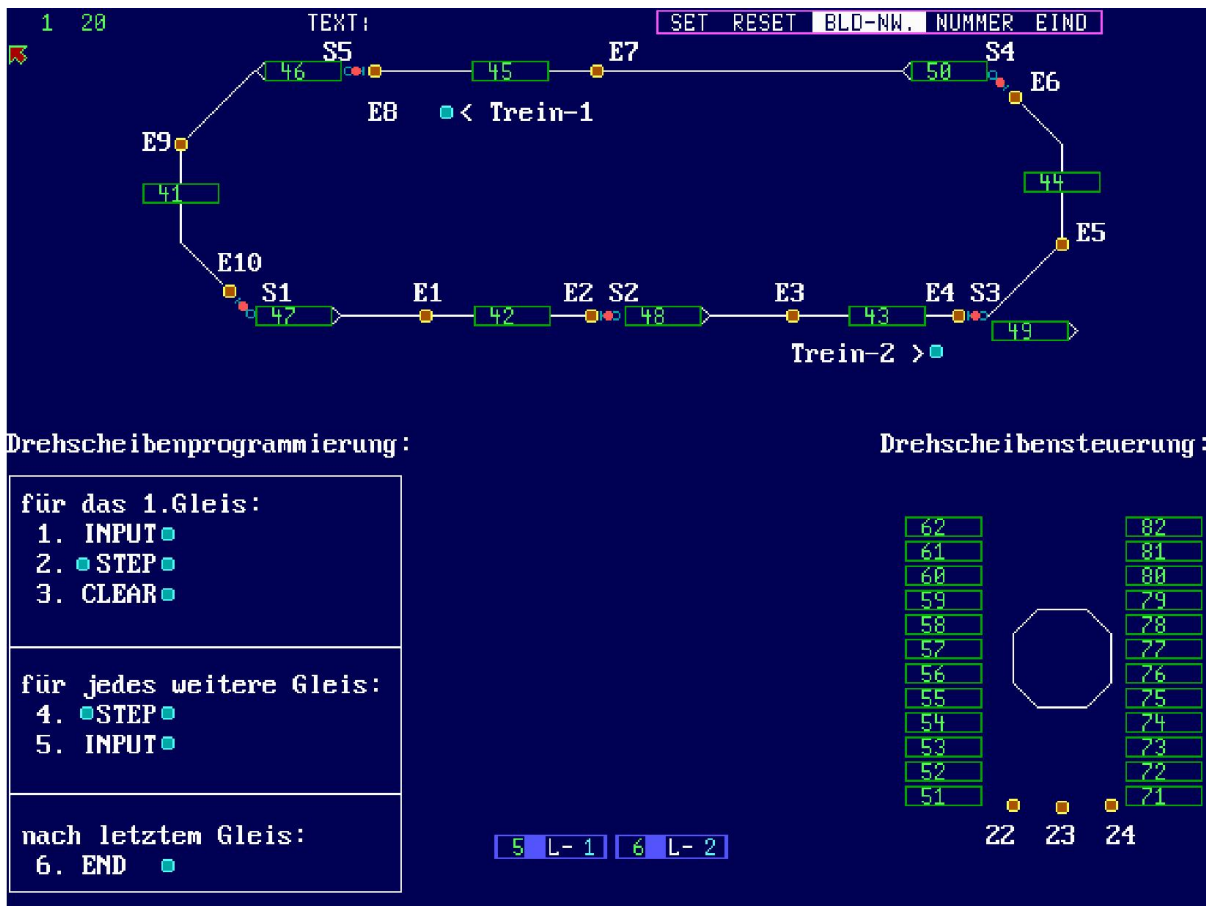 1 20 TEXT: SET RESET BLD-NW. NUMMER EIND
S5 E7 S4
46 45 50 E6
E8 < Trein-1
E9
41 44
E5
E10
S1 E1 E2 S2 E3 E4 S3
47 42 48 43 49
Trein-2 >
Drehscheibenprogrammierung:
für das 1.Gleis:
1. INPUT
2. STEP
3. CLEAR
für jedes weitere Gleis:
4. STEP
5. INPUT
nach letztem Gleis:
6. END
5 L- 1 6 L- 2
Drehscheibensteuerung:
62 82
61 81
60 80
59 79
58 78
57 77
56 76
55 75
54 74
53 73
52 72
51 71
22 23 24